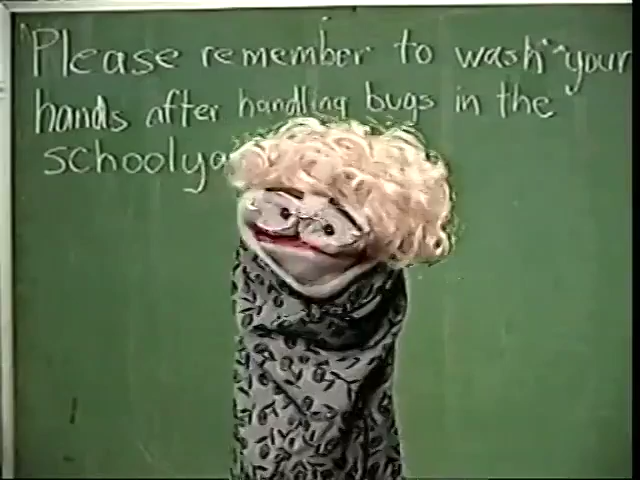 Please remember to wash your
hands after handling bugs in the
schoolya